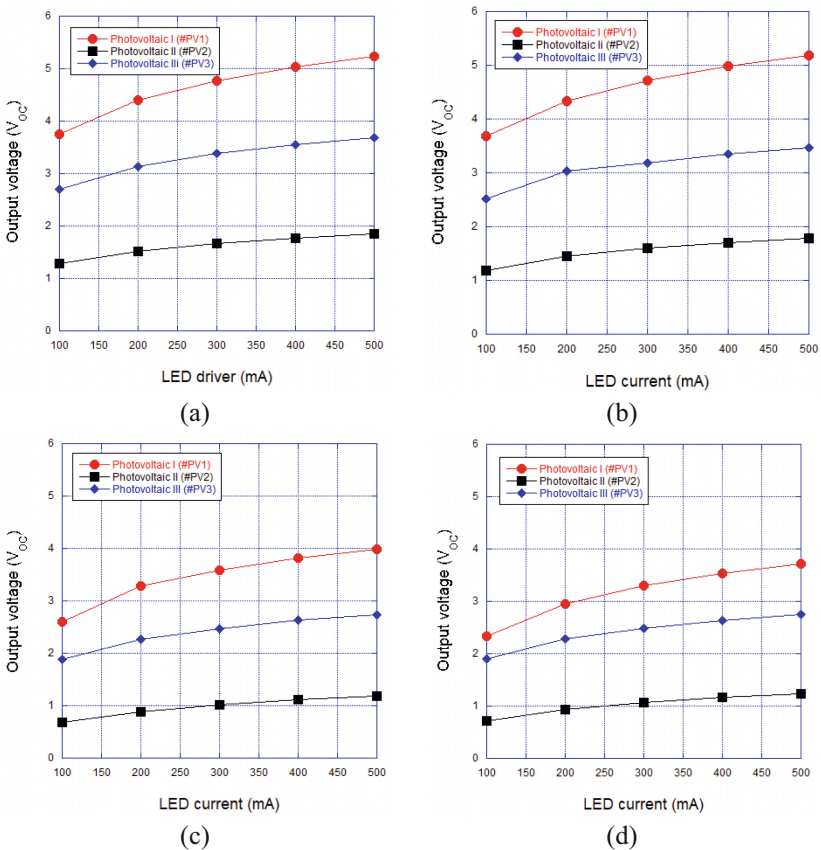 6
5
4
3
2
1
0
Output voltage (VOC)
Photovoltaic I (#PV1)
Photovoltaic II (#PV2)
Photovoltaic IIi (#PV3)
100 150 200 250 300 350 400 450 500
LED driver (mA)
(a)
6
5
4
3
2
1
0
Output voltage (VOC)
Photovoltaic I (#PV1)
Photovoltaic Ii (#PV2)
Photovoltaic III (#PV3)
100 150 200 250 300 350 400 450 500
LED current (mA)
(b)
6
5
4
3
2
1
0
Output voltage (VOC)
Photovoltaic I (#PV1)
Photovoltaic II (#PV2)
Photovoltaic III (#PV3)
100 150 200 250 300 350 400 450 500
LED current (mA)
(c)
6
5
4
3
2
1
0
Output voltage (VOC)
Photovoltaic I (#PV1)
Photovoltaic II (#PV2)
Photovoltaic III (#PV3)
100 150 200 250 300 350 400 450 500
LED current (mA)
(d)